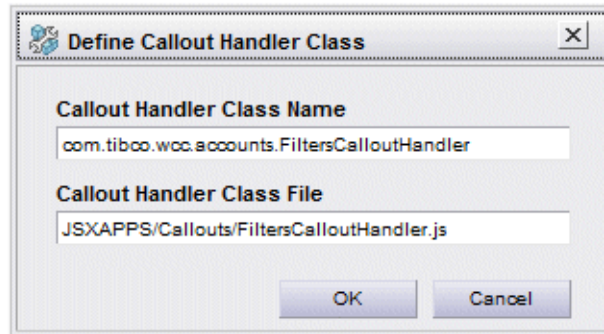 Define Callout Handler Class
Callout Handler Class Name
com.tibco.wcc.accounts.FiltersCalloutHandler
Callout Handler Class File
JSXAPPS/Callouts/FiltersCalloutHandler.js
OK Cancel